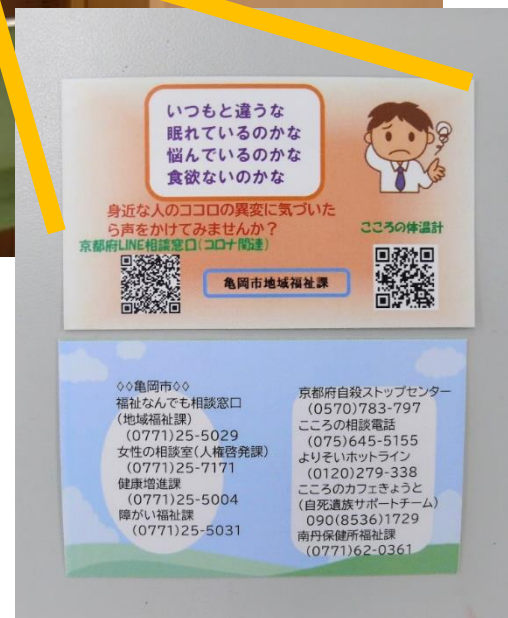 いつもと違うな
眠れているのかな
悩んでいるのかな
食欲ないのかな
身近な人のココロの異変に気づいた
ら声をかけてみませんか？
京都府LINE相談窓口(コロナ関連)
こころの体温計
亀岡市地域福祉課
◇◇亀岡市◇◇
福祉なんでも相談窓口
(地域福祉課)
(0771)25-5029
女性の相談室(人権啓発課)
(0771)25-7171
健康増進課
(0771)25-5004
障がい福祉課
(0771)25-5031
京都府自殺ストップセンター
(0570)783-797
こころの相談電話
(075)645-5155
よりそいホットライン
(0120)279-338
こころのカフェきょうと
(自死遺族サポートチーム)
090(8536)1729
南丹保健所福祉課
(0771)62-0361